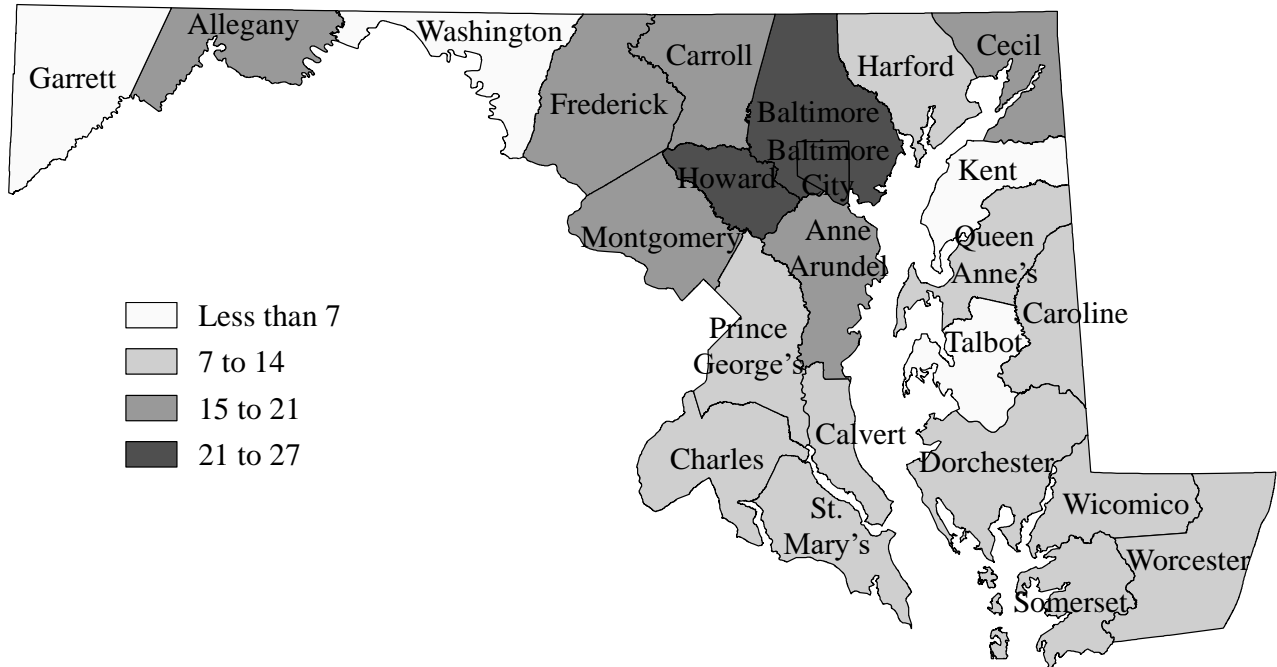 Allegany
Washington
Garrett
Carroll
Cecil
Harford
Frederick
Baltimore
Baltimore
City
Howard
Kent
Montgomery
Anne
Arundel
Queen
Anne's
Less than 7
7 to 14
15 to 21
21 to 27
Prince
George's
Caroline
Talbot
Calvert
Charles
Dorchester
St.
Mary's
Wicomico
Worcester
Somerset